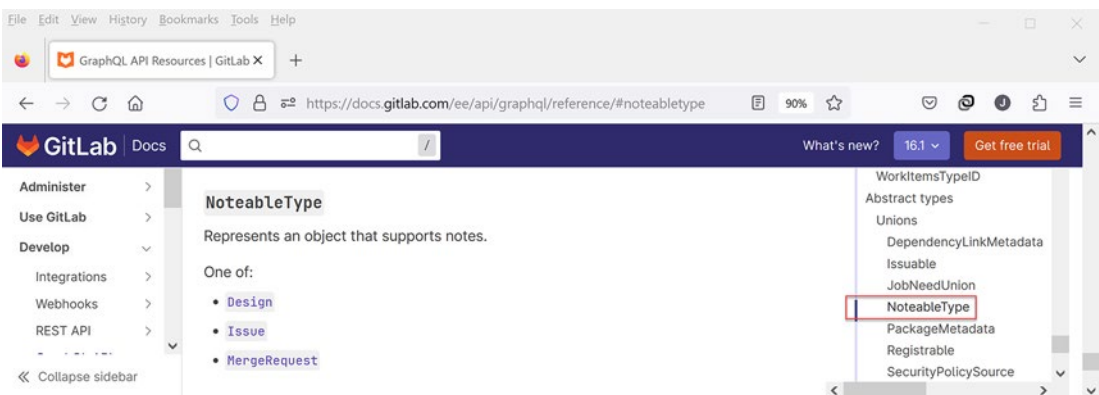 File Edit View History Bookmarks Tools Help
GraphQL API Resources | GitLab
https://docs.gitlab.com/ee/api/graphql/reference/#noteabletype
90%
J
GitLab Docs
/
What's new?
16.1
Get free trial
Administer
Use GitLab
Develop
Integrations
Webhooks
REST API
Collapse sidebar
NoteableType
Represents an object that supports notes.
One of:
• Design
• Issue
• MergeRequest
WorkItemsTypeID
Abstract types
Unions
DependencyLinkMetadata
Issuable
JobNeedUnion
NoteableType
PackageMetadata
Registrable
SecurityPolicySource